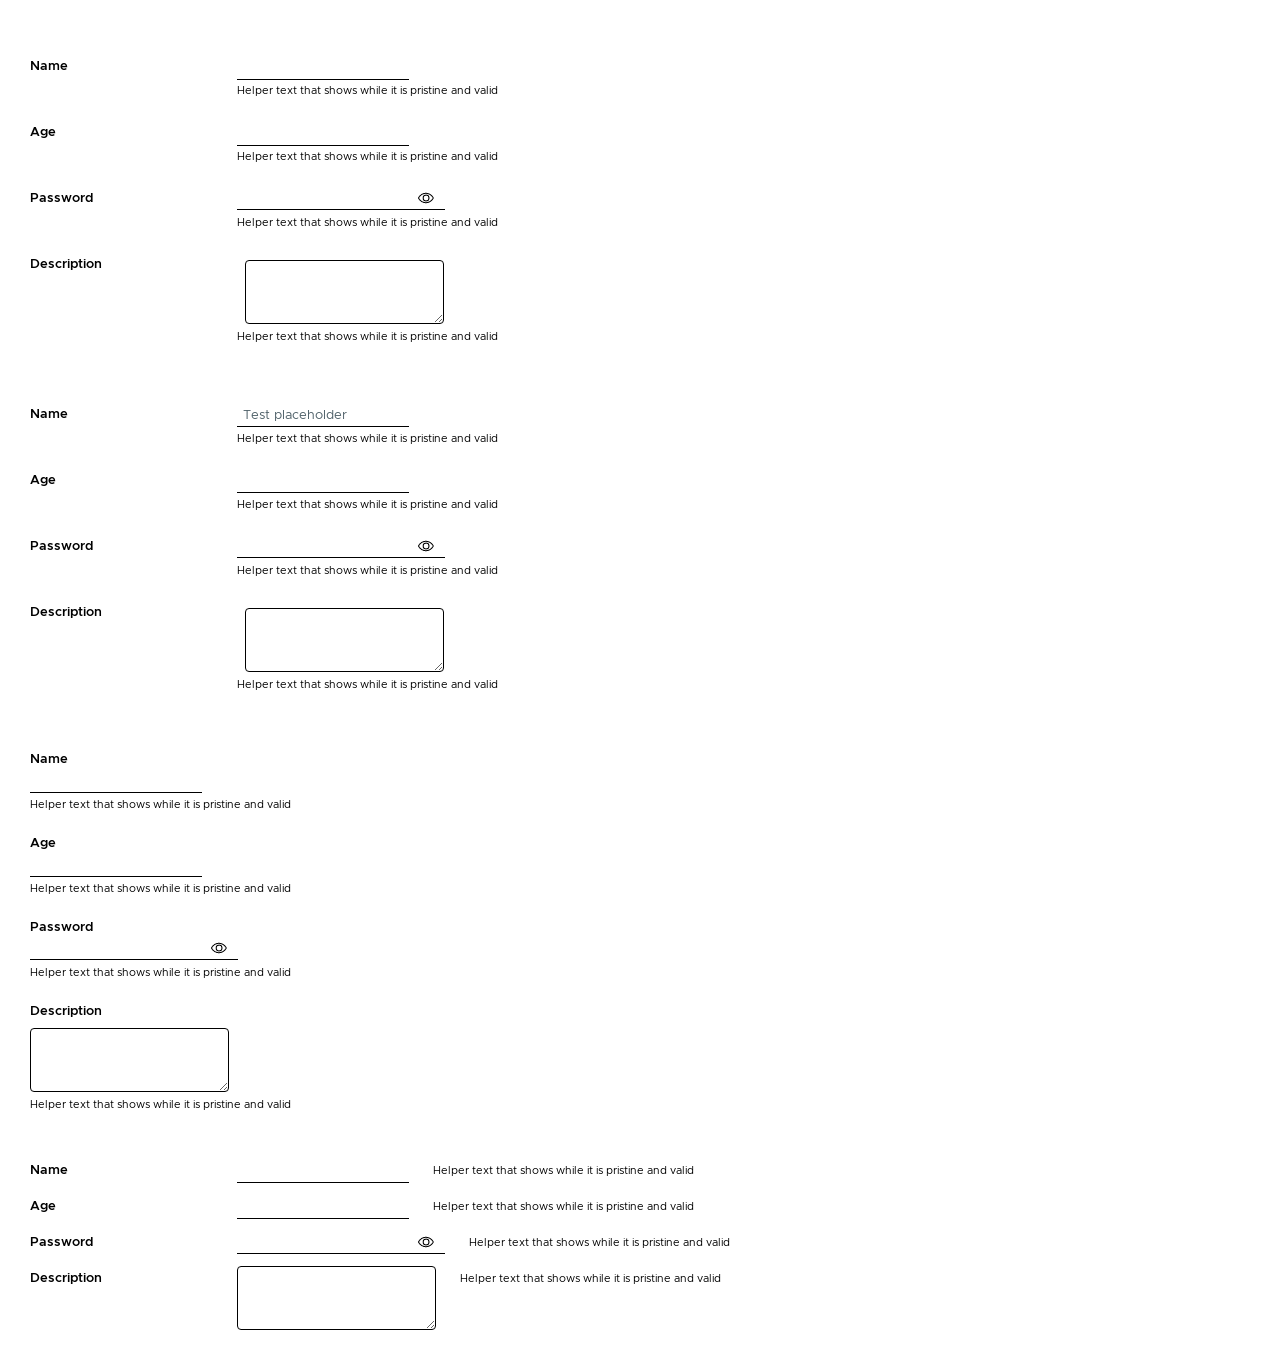 Name
Helper text that shows while it is pristine and valid
Age
Helper text that shows while it is pristine and valid
Password
Helper text that shows while it is pristine and valid
Description
Helper text that shows while it is pristine and valid
Name Test placeholder
Helper text that shows while it is pristine and valid
Age
Helper text that shows while it is pristine and valid
Password
Helper text that shows while it is pristine and valid
Description
Helper text that shows while it is pristine and valid
Name
Helper text that shows while it is pristine and valid
Age
Helper text that shows while it is pristine and valid
Password
Helper text that shows while it is pristine and valid
Description
Helper text that shows while it is pristine and valid
Name Helper text that shows while it is pristine and valid
Age Helper text that shows while it is pristine and valid
Password Helper text that shows while it is pristine and valid
Description Helper text that shows while it is pristine and valid